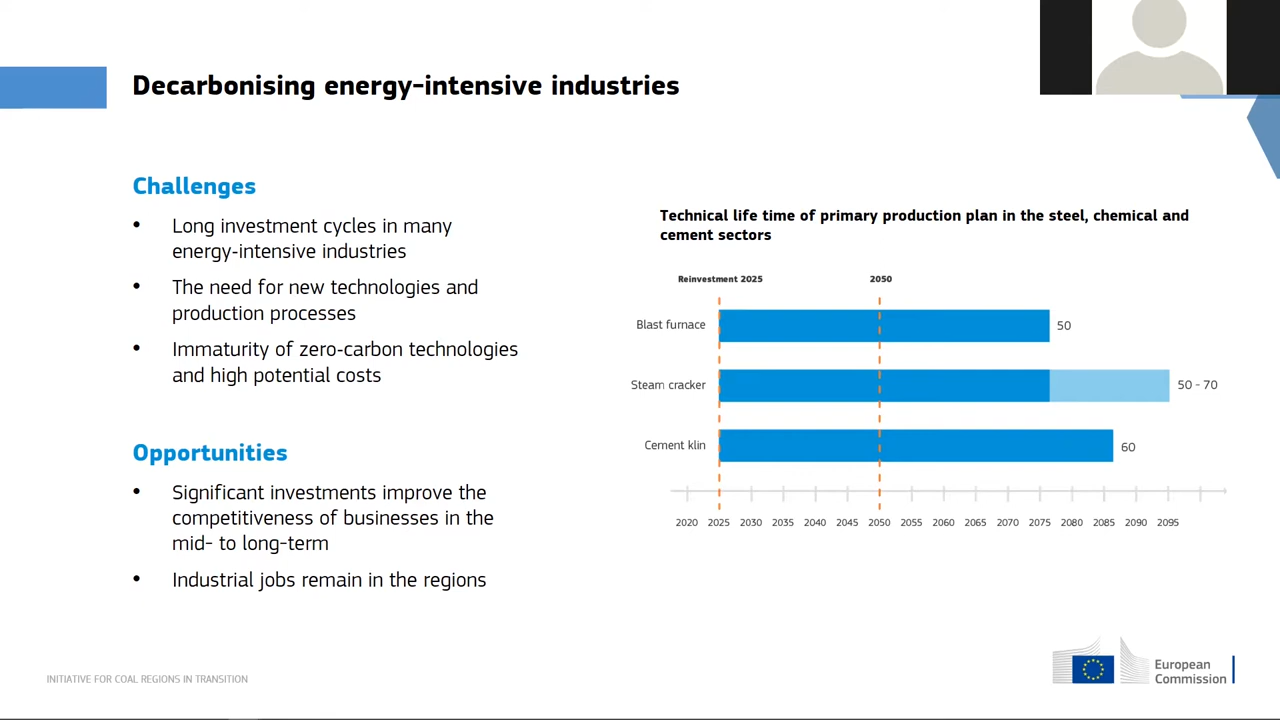 Decarbonising energy-intensive industries
Challenges
• Long investment cycles in many
energy-intensive industries
• The need for new technologies and
production processes
• Immaturity of zero-carbon technologies
and high potential costs
Opportunities
• Significant investments improve the
competitiveness of businesses in the
mid- to long-term
• Industrial jobs remain in the regions
Technical life time of primary production plan in the steel, chemical and
cement sectors
Reinvestment 2025 2050
Blast furnace 50
Steam cracker 50 - 70
Cement klin 60
2020 2025 2030 2035 2040 2045 2050 2055 2060 2065 2070 2075 2080 2085 2090 2095
INITIATIVE FOR COAL REGIONS IN TRANSITION
European
Commission